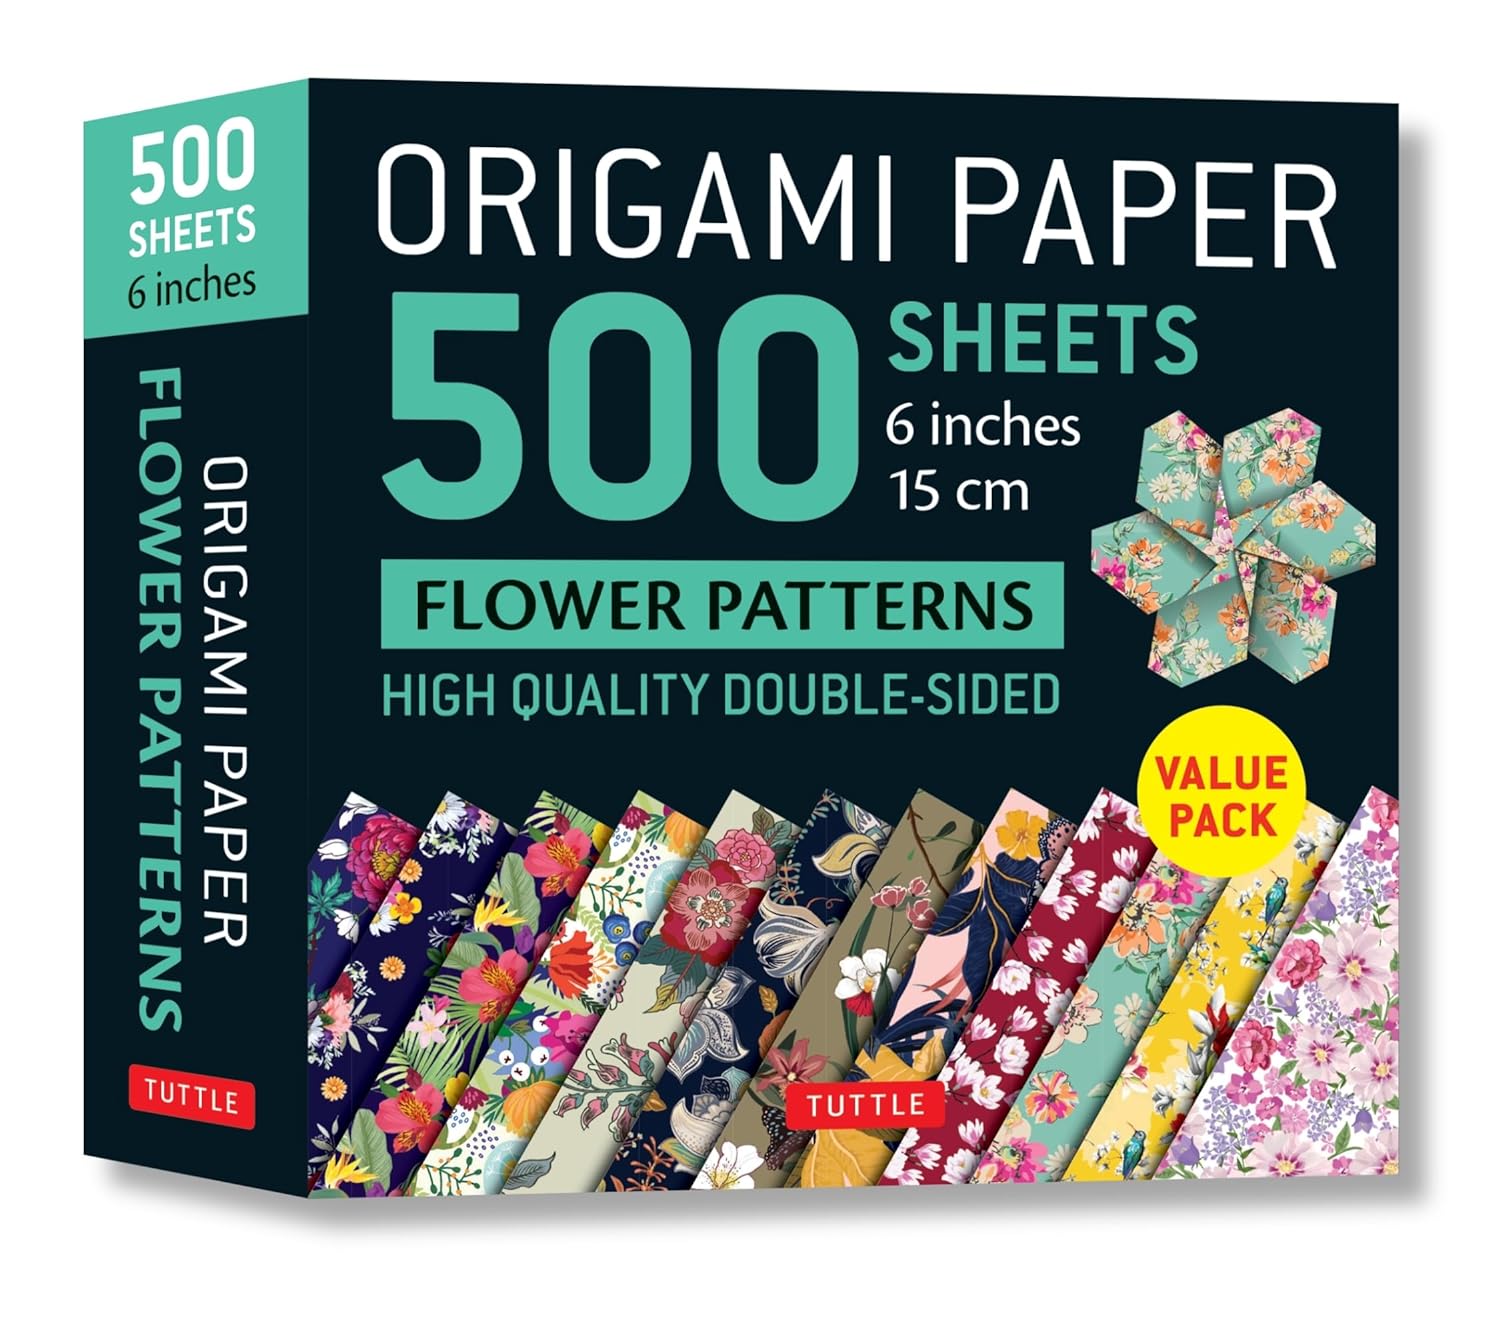 500
SHEETS
6 inches
ORIGAMI PAPER
FLOWER PATTERNS
TUTTLE
ORIGAMI PAPER
500 SHEETS
6 inches
15 cm
FLOWER PATTERNS
HIGH QUALITY DOUBLE-SIDED
VALUE
PACK
TUTTLE